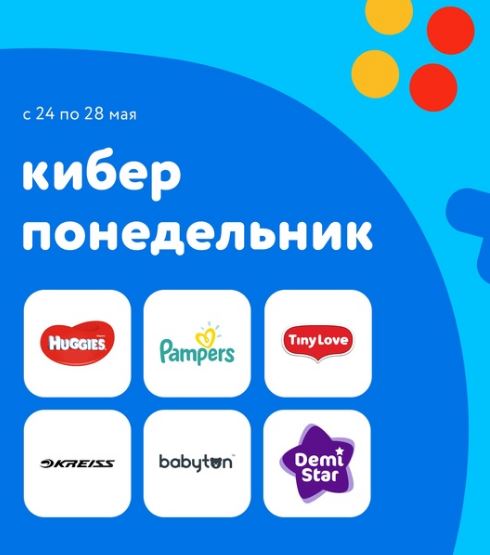 с 24 по 28 мая
кибер
понедельник
HUGGIES
Pampers
Tiny Love
KREISS
babyton
Demi
Star